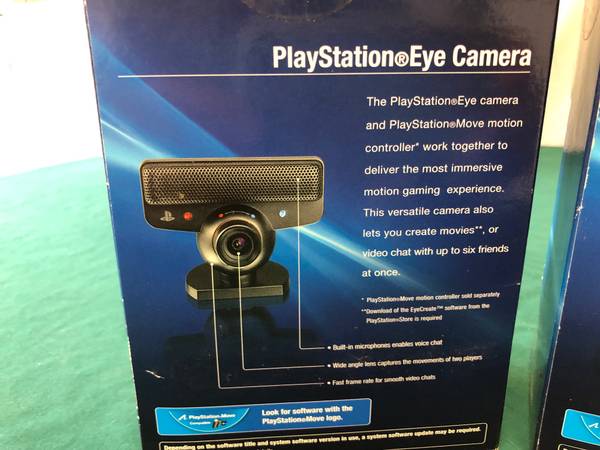 PlayStation®Eye Camera
The PlayStation®Eye camera
and PlayStation®Move motion
controller* work together to
deliver the most immersive
motion gaming experience.
This versatile camera also
lets you create movies**, or
video chat with up to six friends
at once.
* PlayStation®Move motion controller sold separately
**Download of the EyeCreate™ software from the
PlayStation®Store is required
• Built-in microphones enables voice chat
• Wide angle lens captures the movements of two players
• Fast frame rate for smooth video chats
PlayStation®Move
Compatible
Look for software with the
PlayStation®Move logo.
Depending on the software title and system software version in use, a system software update may be required.